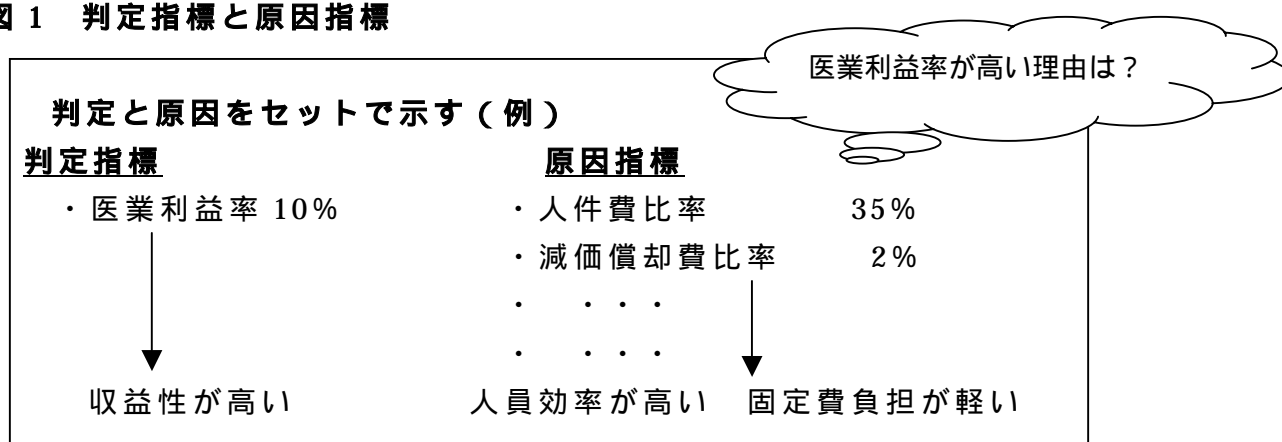 図 1 判定指標と原因指標
医業利益率が高い理由は？
判定と原因をセットで示す（例）
判定指標 原因指標
・医業利益率 10% ・人件費比率 35%
・減価償却費比率 2%
・ ・・・
・ ・・・
収益性が高い 人員効率が高い 固定費負担が軽い